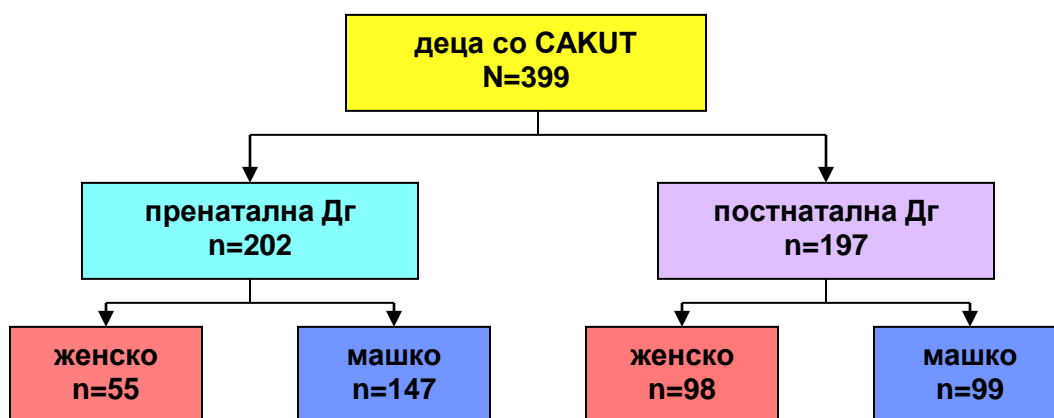 деца со CAKUT
N=399
пренатална Дг
n=202
постнатална Дг
n=197
женско
n=55
машко
n=147
женско
n=98
машко
n=99